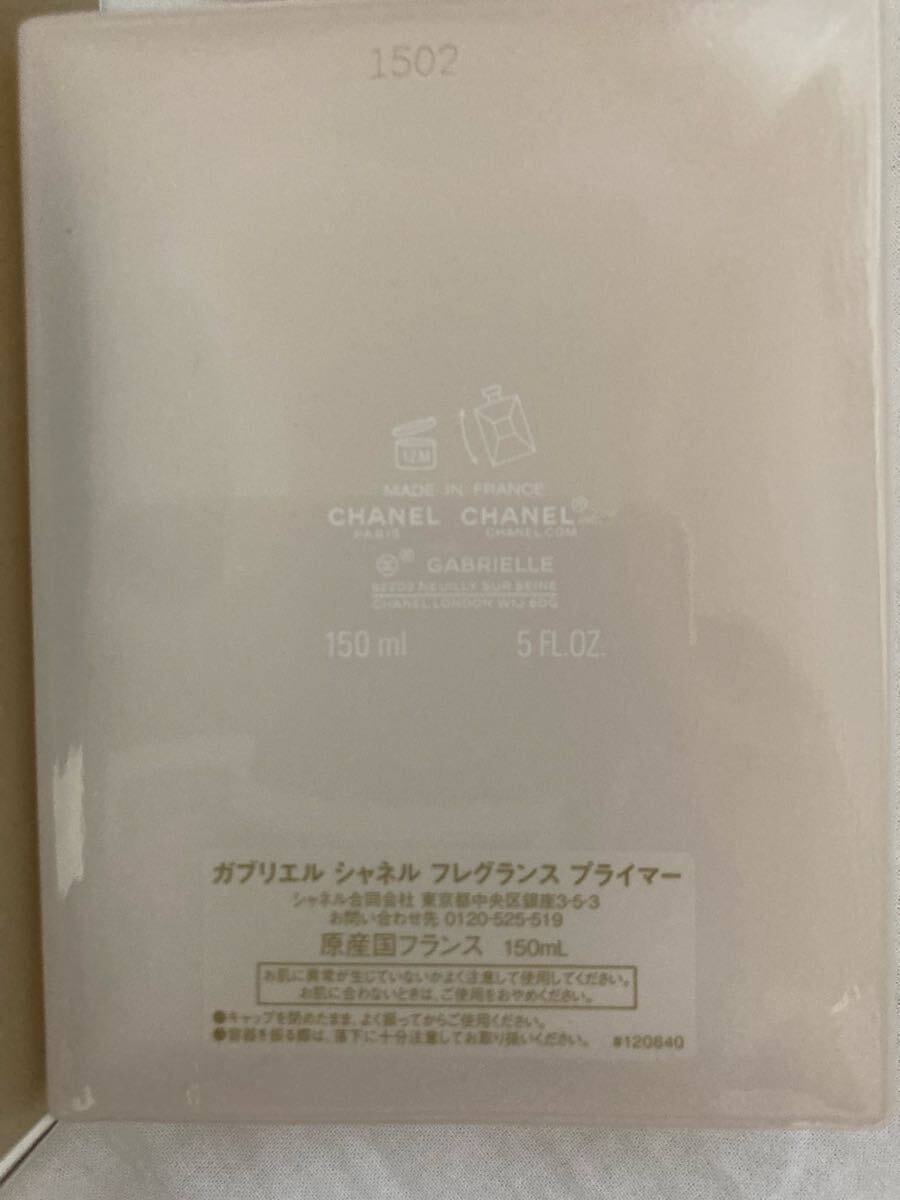 1502
12M
MADE IN FRANCE
CHANEL CHANEL® INC.
PARIS CHANEL.COM
® GABRIELLE
92202 NEUILLY SUR SEINE
CHANEL LONDON W1J 6DG
150 ml 5 FL.OZ.
ガブリエル シャネル フレグランス プライマー
シャネル合同会社 東京都中央区銀座3-5-3
お問い合わせ先 0120-525-519
原産国フランス 150mL
お肌に異常が生じていないかよく注意して使用してください。
お肌に合わないときは、ご使用をおやめください。
●キャップを閉めたまま、よく振ってからご使用ください。
●容器を振る際は、落下に十分注意してお取り扱いください。 #120840